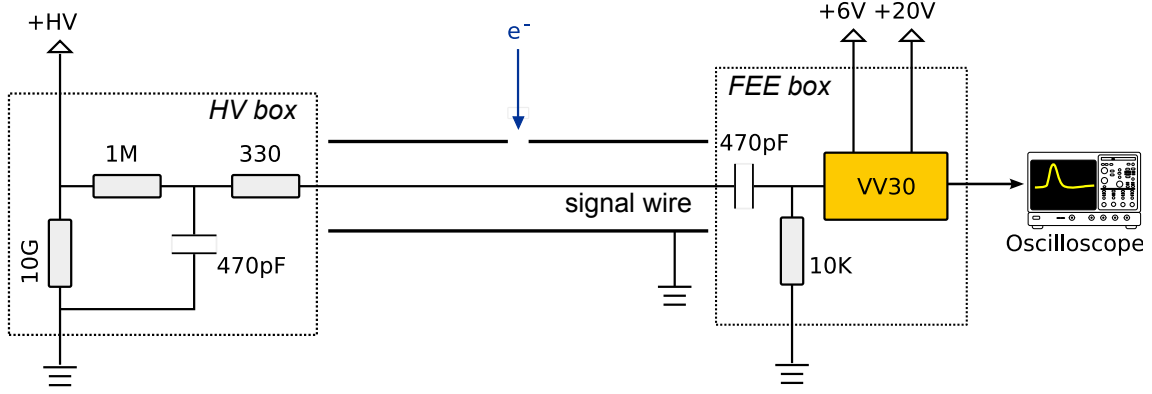 +HV
HV box
1M
330
10G
470pF
e-
signal wire
+6V +20V
FEE box
470pF
VV30
10K
Oscilloscope